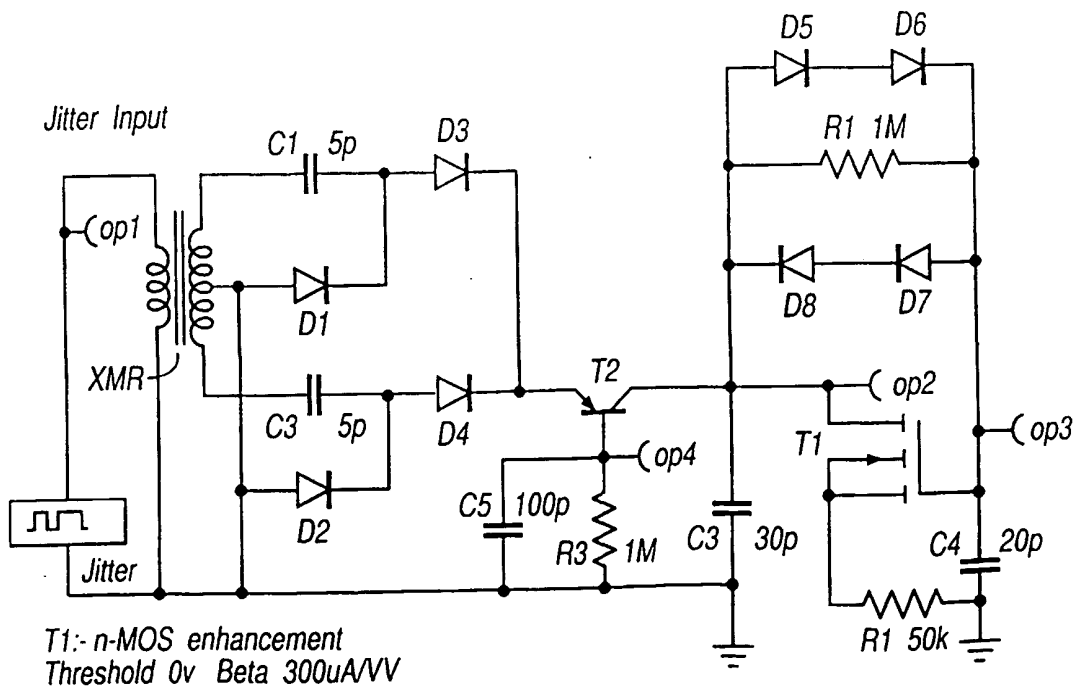 D5 D6
Jitter Input
R1 1M
C1 5p D3
op1
D8 D7
D1
XMR
T2
op2
C3 5p D4
T1
op3
op4
D2
C5 100p
R3 1M
C3 30p
C4 20p
Jitter
R1 50k
T1:- n-MOS enhancement
Threshold 0v Beta 300uA/VV